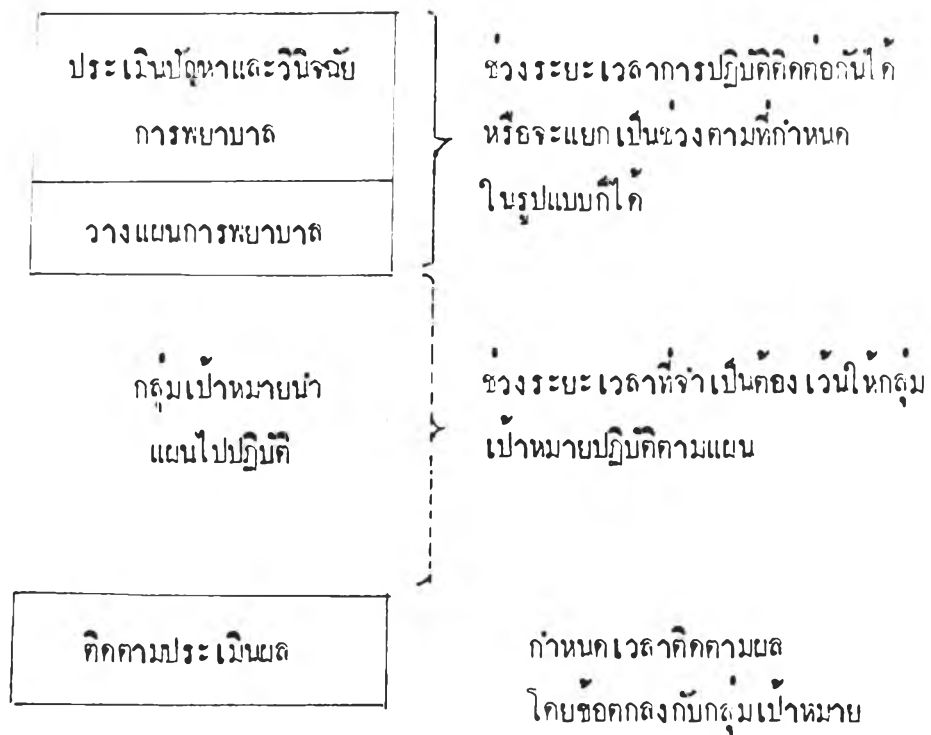 ประเมินปัญหาและวินิจฉัย
การพยาบาล
วางแผนการพยาบาล
ช่วงระยะเวลาการปฏิบัติติดต่อกันได้
หรือจะแยกเป็นช่วงตามที่กำหนด
ในรูปแบบก็ได้
กลุ่มเป้าหมายนำ
แผนไปปฏิบัติ
ช่วงระยะเวลาที่จำเป็นต้องเว้นให้กลุ่ม
เป้าหมายปฏิบัติตามแผน
ติดตามประเมินผล
กำหนดเวลาติดตามผล
โดยข้อตกลงกับกลุ่มเป้าหมาย